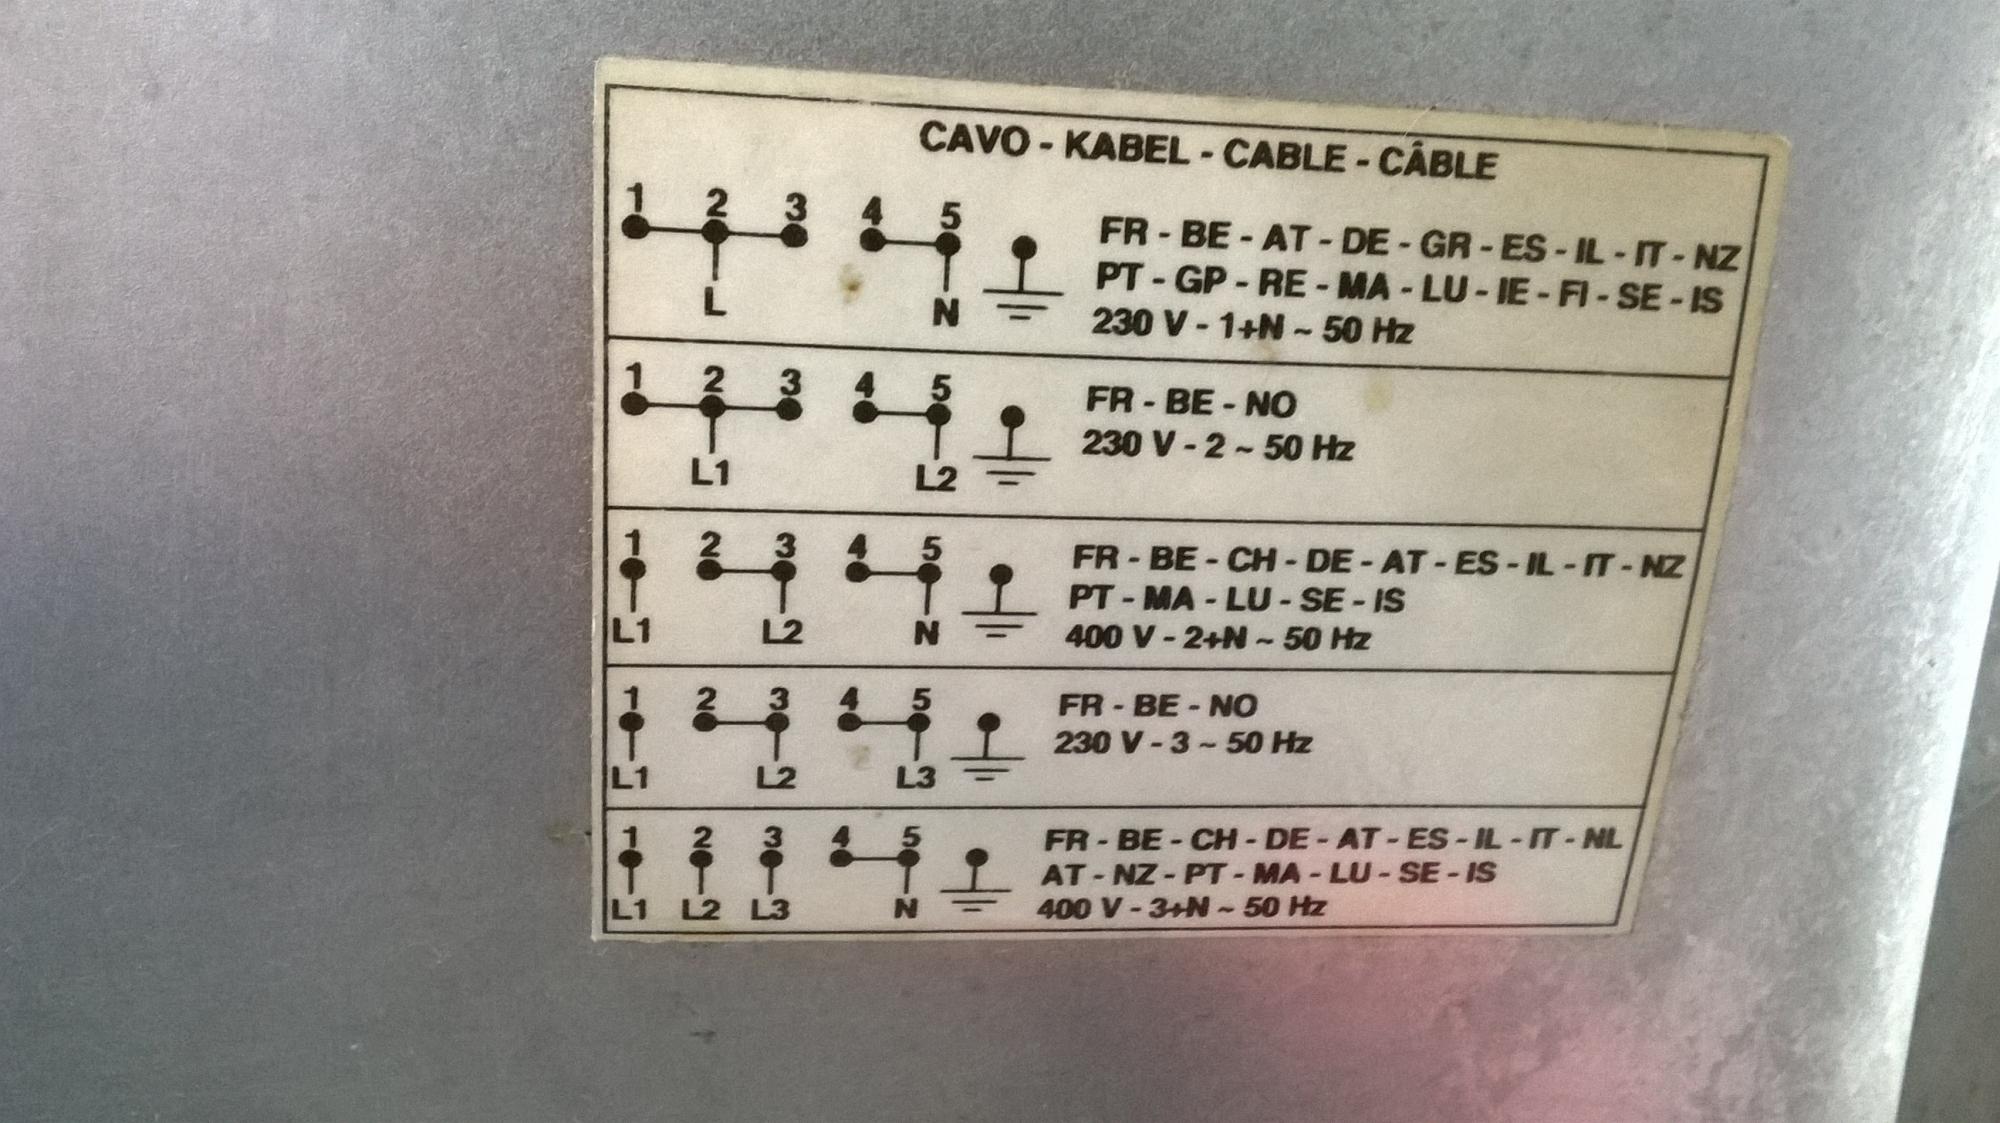 CAVO - KABEL - CABLE - CÂBLE
1 2 3 4 5
L N
FR - BE - AT - DE - GR - ES - IL - IT - NZ
PT - GP - RE - MA - LU - IE - FI - SE - IS
230 V - 1+N ~ 50 Hz
1 2 3 4 5
L1 L2
FR - BE - NO
230 V - 2 ~ 50 Hz
1 2 3 4 5
L1 L2 N
FR - BE - CH - DE - AT - ES - IL - IT - NZ
PT - MA - LU - SE - IS
400 V - 2+N ~ 50 Hz
1 2 3 4 5
L1 L2 L3
FR - BE - NO
230 V - 3 ~ 50 Hz
1 2 3 4 5
L1 L2 L3 N
FR - BE - CH - DE - AT - ES - IL - IT - NL
AT - NZ - PT - MA - LU - SE - IS
400 V - 3+N ~ 50 Hz